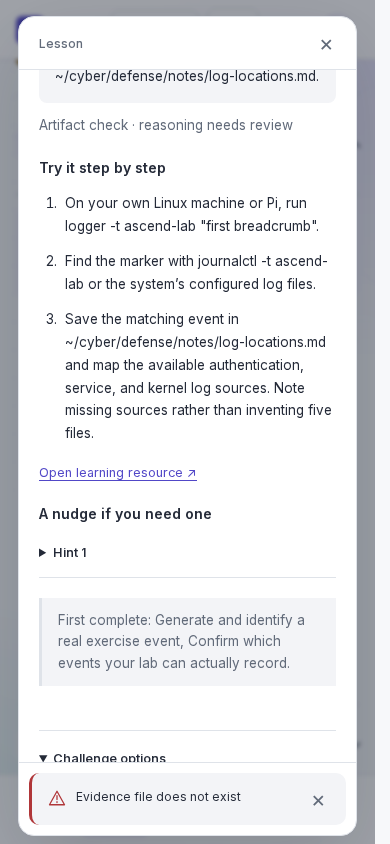 Lesson
~/cyber/defense/notes/log-locations.md.
Artifact check · reasoning needs review
Try it step by step
1. On your own Linux machine or Pi, run
logger -t ascend-lab "first breadcrumb".
2. Find the marker with journalctl -t ascend-
lab or the system’s configured log files.
3. Save the matching event in
~/cyber/defense/notes/log-locations.md
and map the available authentication,
service, and kernel log sources. Note
missing sources rather than inventing five
files.
Open learning resource ↗
A nudge if you need one
Hint 1
First complete: Generate and identify a
real exercise event, Confirm which
events your lab can actually record.
Challenge options
Evidence file does not exist